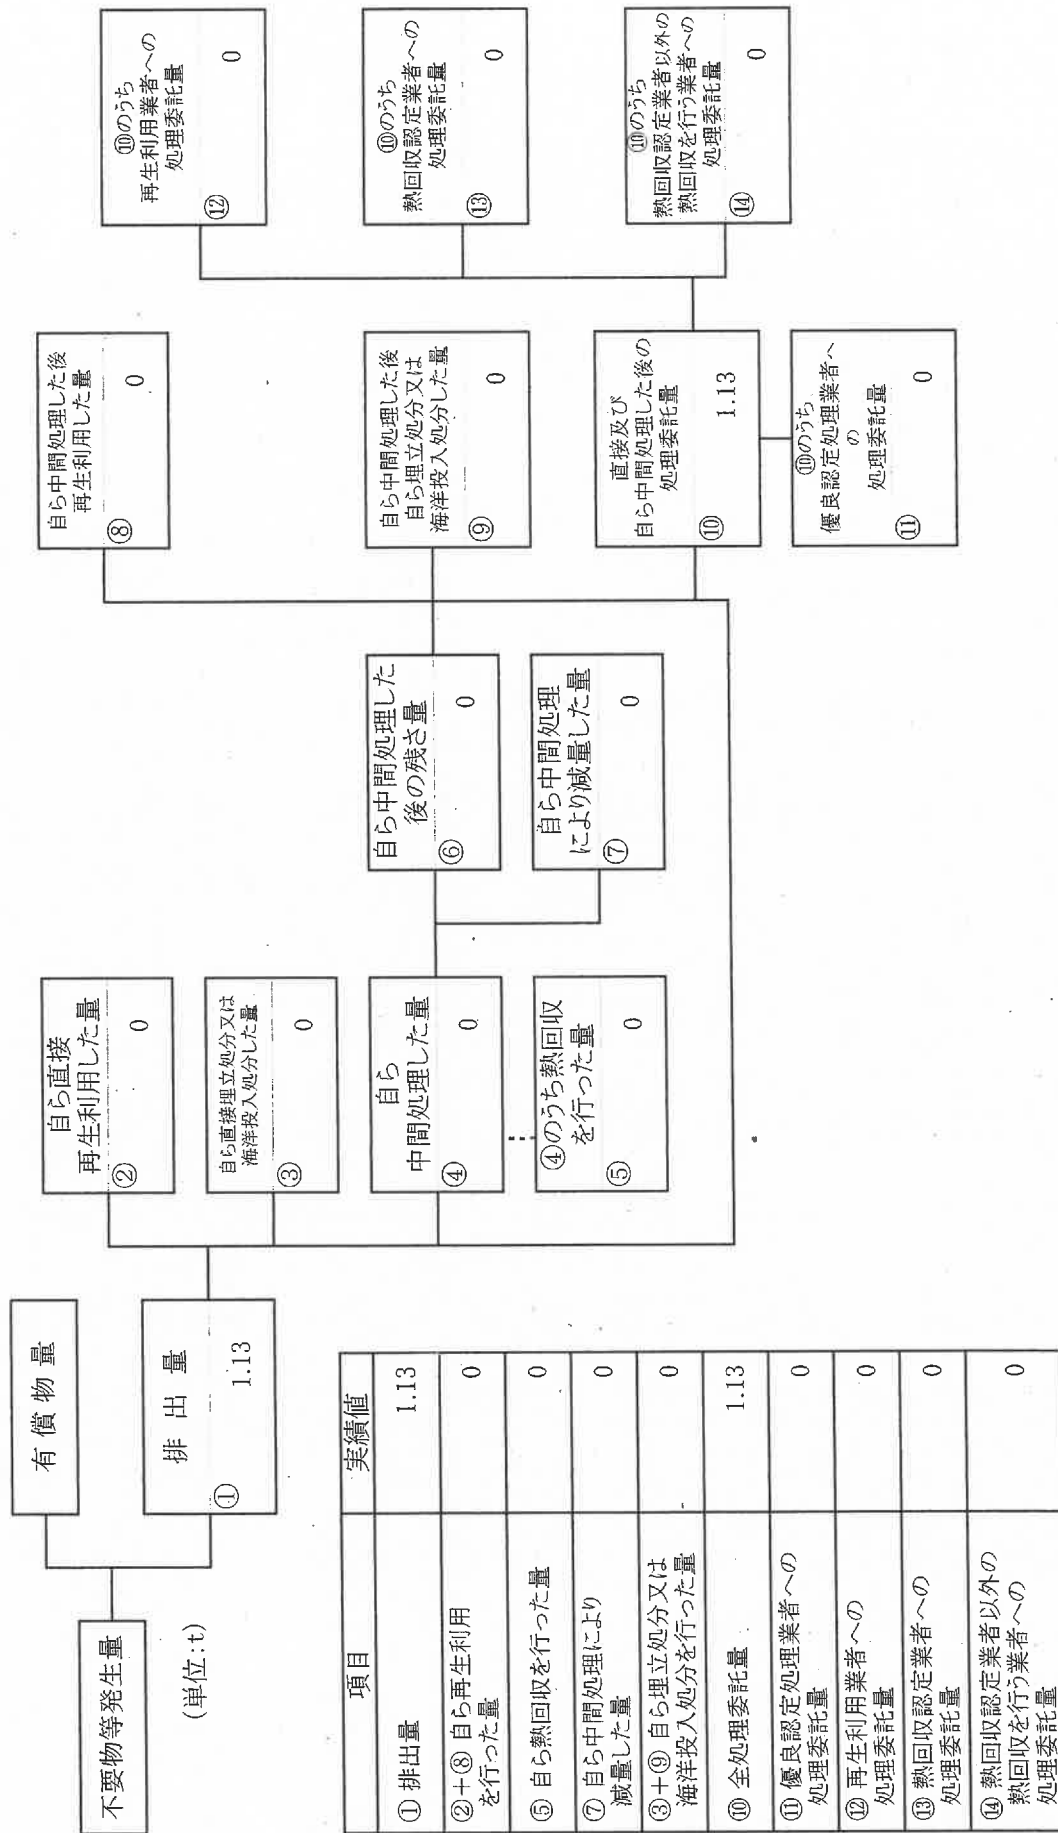 不要物等発生量
有償物量
排出量
①
1.13
(単位:t)
自ら直接
再生利用した量
②
0
自ら直接埋立処分又は
海洋投入処分した量
③
0
自ら
中間処理した量
④
0
④のうち熱回収
を行った量
⑤
0
自ら中間処理した
後の残さ量
⑥
0
自ら中間処理
により減量した量
⑦
0
自ら中間処理した後
再生利用した量
⑧
0
自ら中間処理した後
自ら埋立処分又は
海洋投入処分した量
⑨
0
直接及び
自ら中間処理した後の
処理委託量
⑩
1.13
⑩のうち
優良認定処理業者へ
の
処理委託量
⑪
0
⑩のうち
再生利用業者への
処理委託量
⑫
0
⑩のうち
熱回収認定業者への
処理委託量
⑬
0
⑩のうち
熱回収認定業者以外の
熱回収を行う業者への
処理委託量
⑭
0
項目 実績値
① 排出量 1.13
②+⑧ 自ら再生利用
を行った量 0
⑤ 自ら熱回収を行った量 0
⑦ 自ら中間処理により
減量した量 0
③+⑨ 自ら埋立処分又は
海洋投入処分を行った量 0
⑩ 全処理委託量 1.13
⑪ 優良認定処理業者への
処理委託量 0
⑫ 再生利用業者への
処理委託量 0
⑬ 熱回収認定業者への
処理委託量 0
⑭ 熱回収認定業者以外の
熱回収を行う業者への
処理委託量 0